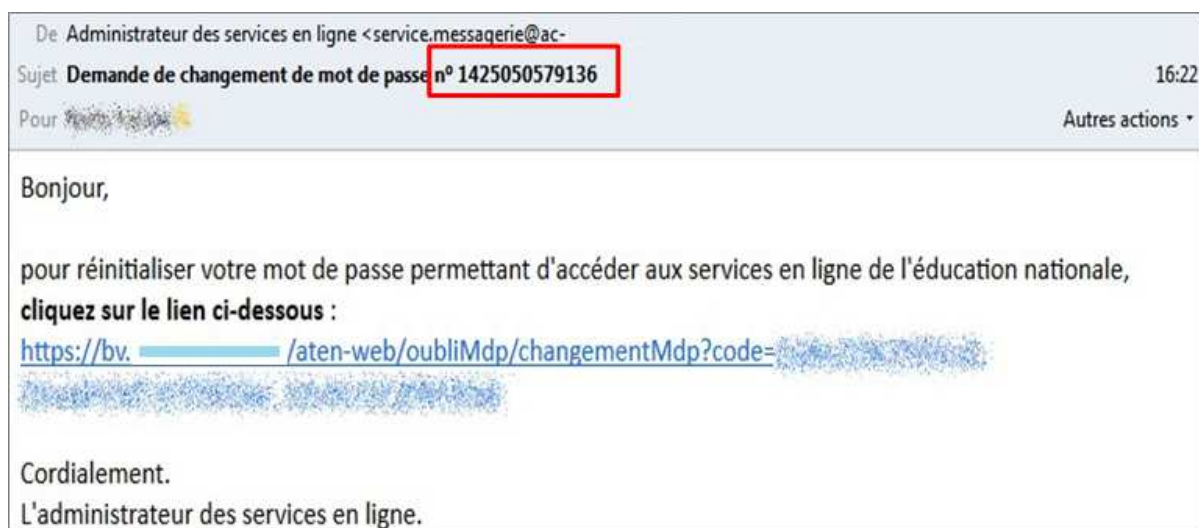 De Administrateur des services en ligne <service.messagerie@ac-
Sujet Demande de changement de mot de passe n° 1425050579136
16:22
Pour
Autres actions
Bonjour,
pour réinitialiser votre mot de passe permettant d'accéder aux services en ligne de l'éducation nationale,
cliquez sur le lien ci-dessous :
https://bv. /aten-web/oubliMdp/changementMdp?code=
Cordialement.
L'administrateur des services en ligne.